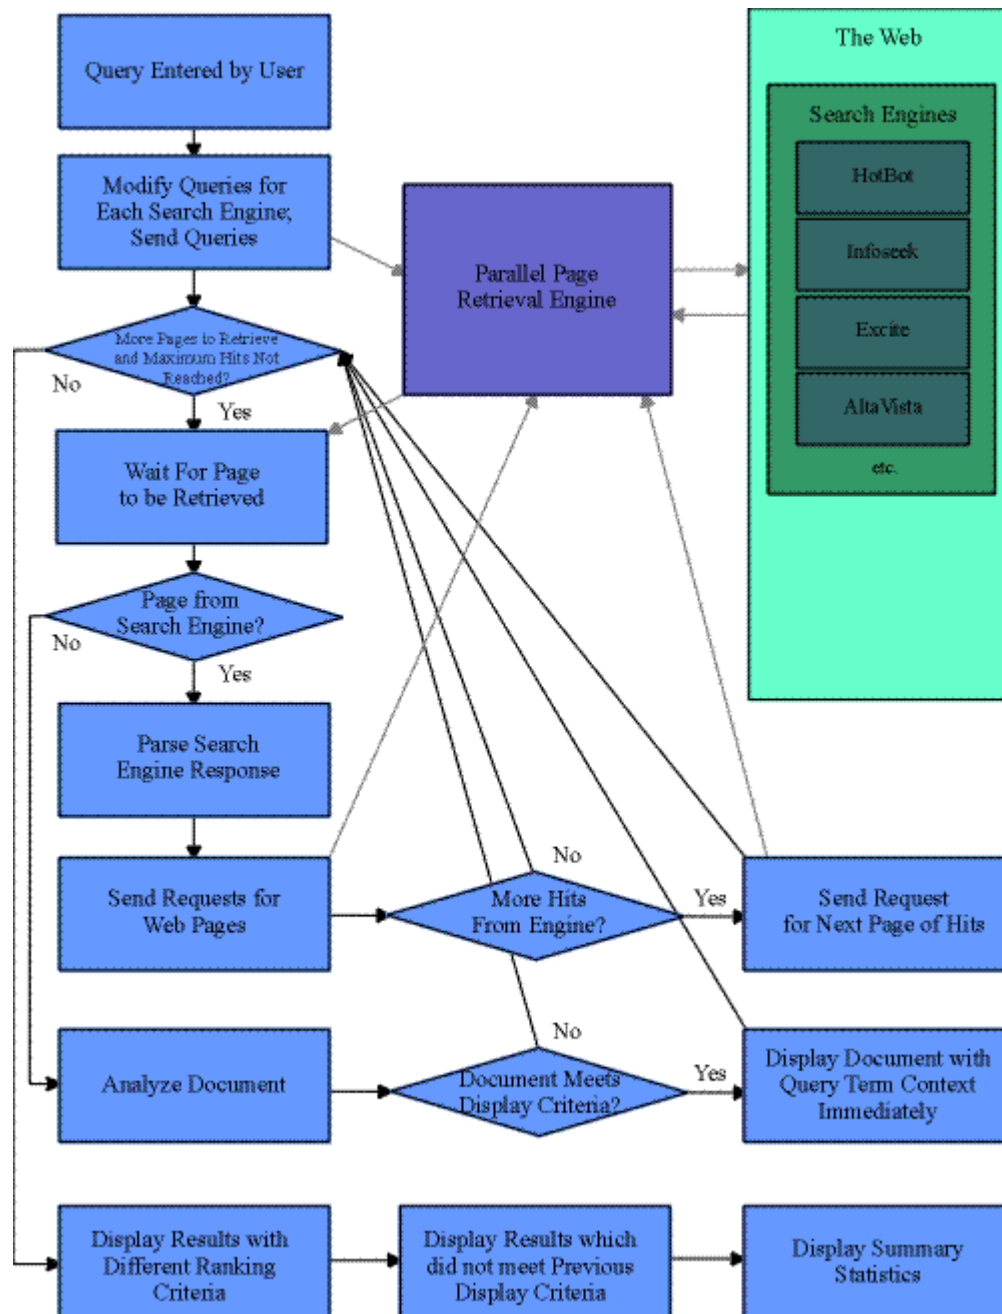 Query Entered by User
The Web
Search Engines
HotBot
Infoseek
Excite
AltaVista
etc.
Modify Queries for
Each Search Engine;
Send Queries
Parallel Page
Retrieval Engine
More Pages to Retrieve
and Maximum Hits Not
Reached?
No
Yes
Wait For Page
to be Retrieved
Page from
Search Engine?
No
Yes
Parse Search
Engine Response
Send Requests for
Web Pages
More Hits
From Engine?
No
Yes
Send Request
for Next Page of Hits
Analyze Document
Document Meets
Display Criteria?
No
Yes
Display Document with
Query Term Context
Immediately
Display Results with
Different Ranking
Criteria
Display Results which
did not meet Previous
Display Criteria
Display Summary
Statistics